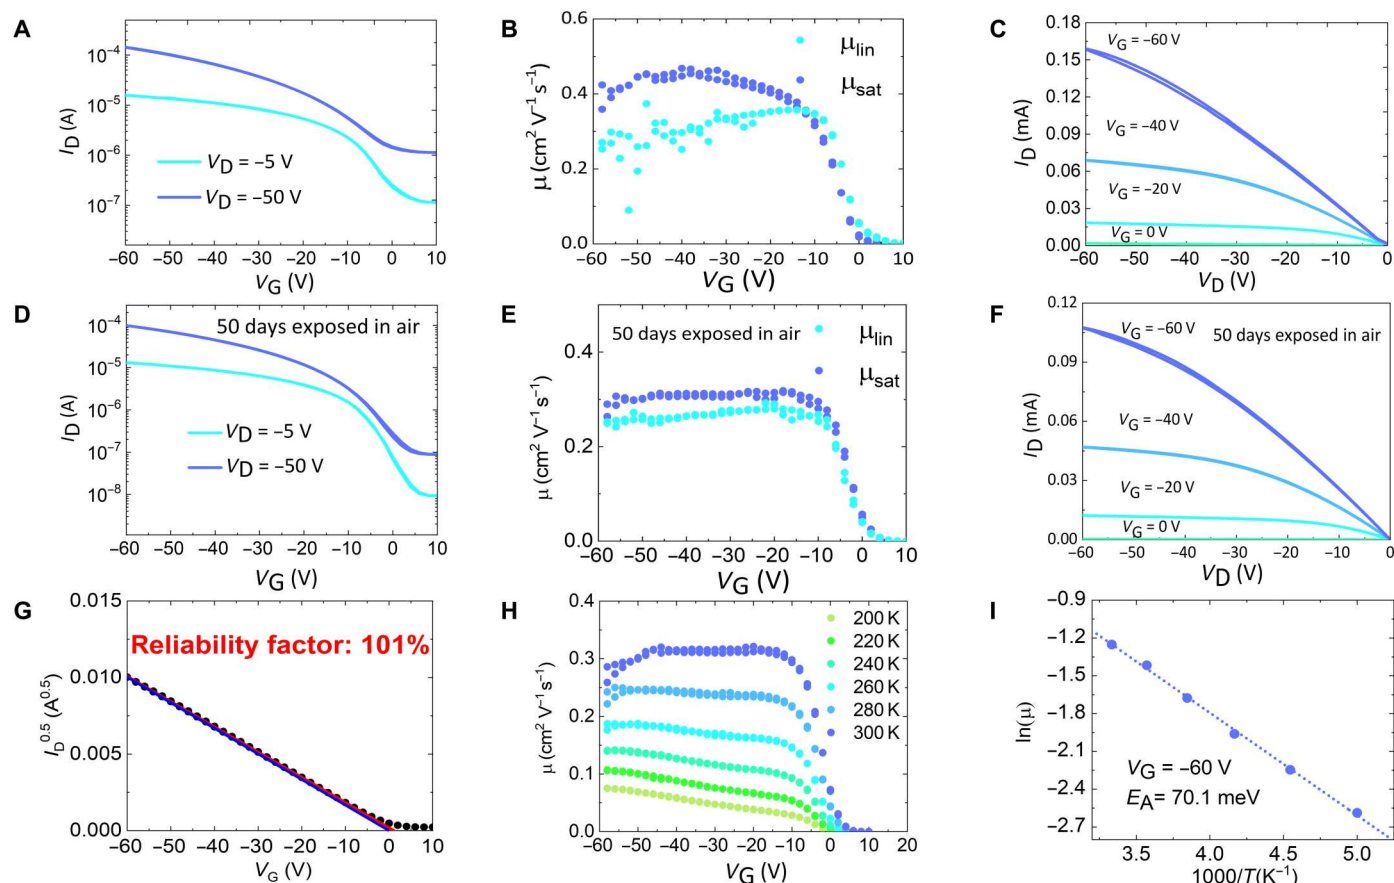 A
10⁻⁴
10⁻⁵
10⁻⁶
10⁻⁷
I_D (A)
V_D = –5 V
V_D = –50 V
–60 –50 –40 –30 –20 –10 0 10
V_G (V)
B
0.6
0.4
0.2
0.0
μ (cm² V⁻¹ s⁻¹)
μ_lin
μ_sat
–60 –50 –40 –30 –20 –10 0 10
V_G (V)
C
0.18
0.15
0.12
0.09
0.06
0.03
0.00
I_D (mA)
V_G = –60 V
V_G = –40 V
V_G = –20 V
V_G = 0 V
–60 –50 –40 –30 –20 –10 0
V_D (V)
D
10⁻⁴
10⁻⁵
10⁻⁶
10⁻⁷
10⁻⁸
I_D (A)
50 days exposed in air
V_D = –5 V
V_D = –50 V
–60 –50 –40 –30 –20 –10 0 10
V_G (V)
E
0.4
0.2
0.0
μ (cm² V⁻¹ s⁻¹)
50 days exposed in air
μ_lin
μ_sat
–60 –50 –40 –30 –20 –10 0 10
V_G (V)
F
0.12
0.09
0.06
0.03
0.00
I_D (mA)
V_G = –60 V
50 days exposed in air
V_G = –40 V
V_G = –20 V
V_G = 0 V
–60 –50 –40 –30 –20 –10 0
V_D (V)
G
0.015
0.010
0.005
0.000
I_D^0.5 (A^0.5)
Reliability factor: 101%
–60 –50 –40 –30 –20 –10 0 10
V_G (V)
H
0.4
0.3
0.2
0.1
0.0
μ (cm² V⁻¹ s⁻¹)
200 K
220 K
240 K
260 K
280 K
300 K
–60 –50 –40 –30 –20 –10 0 10 20
V_G (V)
I
–0.9
–1.2
–1.5
–1.8
–2.1
–2.4
–2.7
ln(μ)
V_G = –60 V
E_A= 70.1 meV
3.5 4.0 4.5 5.0
1000/T(K⁻¹)